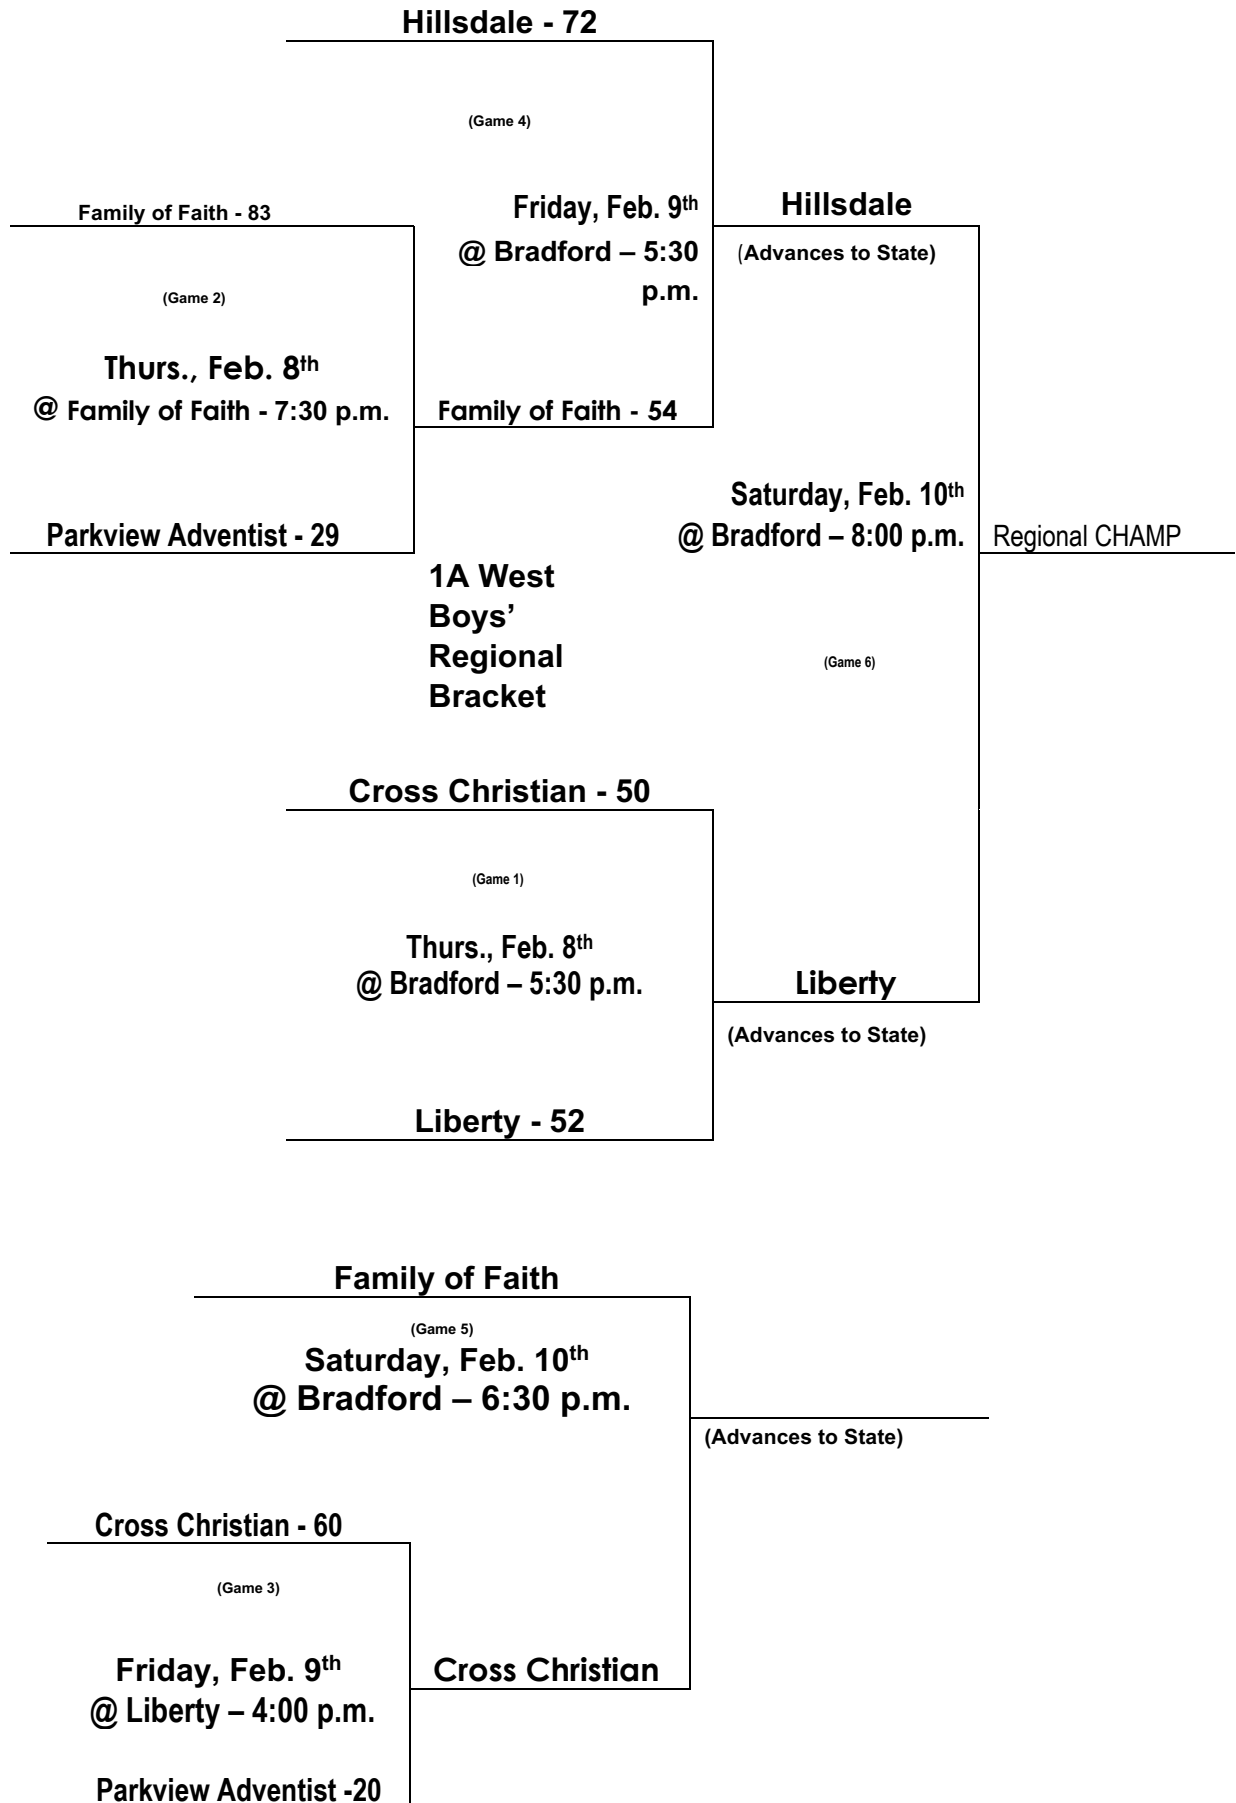 Hillsdale - 72
(Game 4)
Friday, Feb. 9th
@ Bradford – 5:30
p.m.
Hillsdale
(Advances to State)
Family of Faith - 83
(Game 2)
Thurs., Feb. 8th
@ Family of Faith - 7:30 p.m.
Family of Faith - 54
Parkview Adventist - 29
Saturday, Feb. 10th
@ Bradford – 8:00 p.m.
Regional CHAMP
1A West
Boys’
Regional
Bracket
(Game 6)
Cross Christian - 50
(Game 1)
Thurs., Feb. 8th
@ Bradford – 5:30 p.m.
Liberty
(Advances to State)
Liberty - 52
Family of Faith
(Game 5)
Saturday, Feb. 10th
@ Bradford – 6:30 p.m.
(Advances to State)
Cross Christian - 60
(Game 3)
Friday, Feb. 9th
@ Liberty – 4:00 p.m.
Cross Christian
Parkview Adventist -20